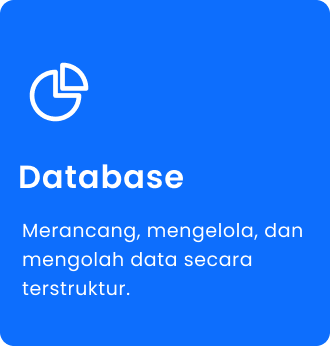 Database
Merancang, mengelola, dan
mengolah data secara
terstruktur.